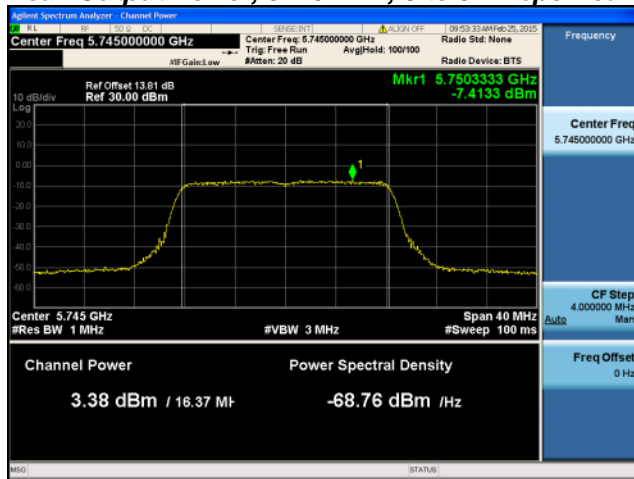 Agilent Spectrum Analyzer - Channel Power
RL RF 50 Ω DC SENSE:INT ALIGN OFF 09:53:33 AM Feb 25, 2015
Center Freq 5.745000000 GHz
Center Freq: 5.745000000 GHz
Radio Std: None
Trig: Free Run Avg|Hold: 100/100
#IFGain:Low #Atten: 20 dB Radio Device: BTS
Frequency
Mkr1 5.7503333 GHz
-7.4133 dBm
Ref Offset 13.81 dB
10 dB/div Ref 30.00 dBm
Log
20.0
10.0
0.00
-10.0
-20.0
-30.0
-40.0
-50.0
-60.0
1
Center Freq
5.745000000 GHz
Center 5.745 GHz Span 40 MHz
#Res BW 1 MHz #VBW 3 MHz #Sweep 100 ms
CF Step
4.000000 MHz
Auto Man
Channel Power Power Spectral Density
3.38 dBm / 16.37 MH -68.76 dBm /Hz
Freq Offset
0 Hz
MSG STATUS